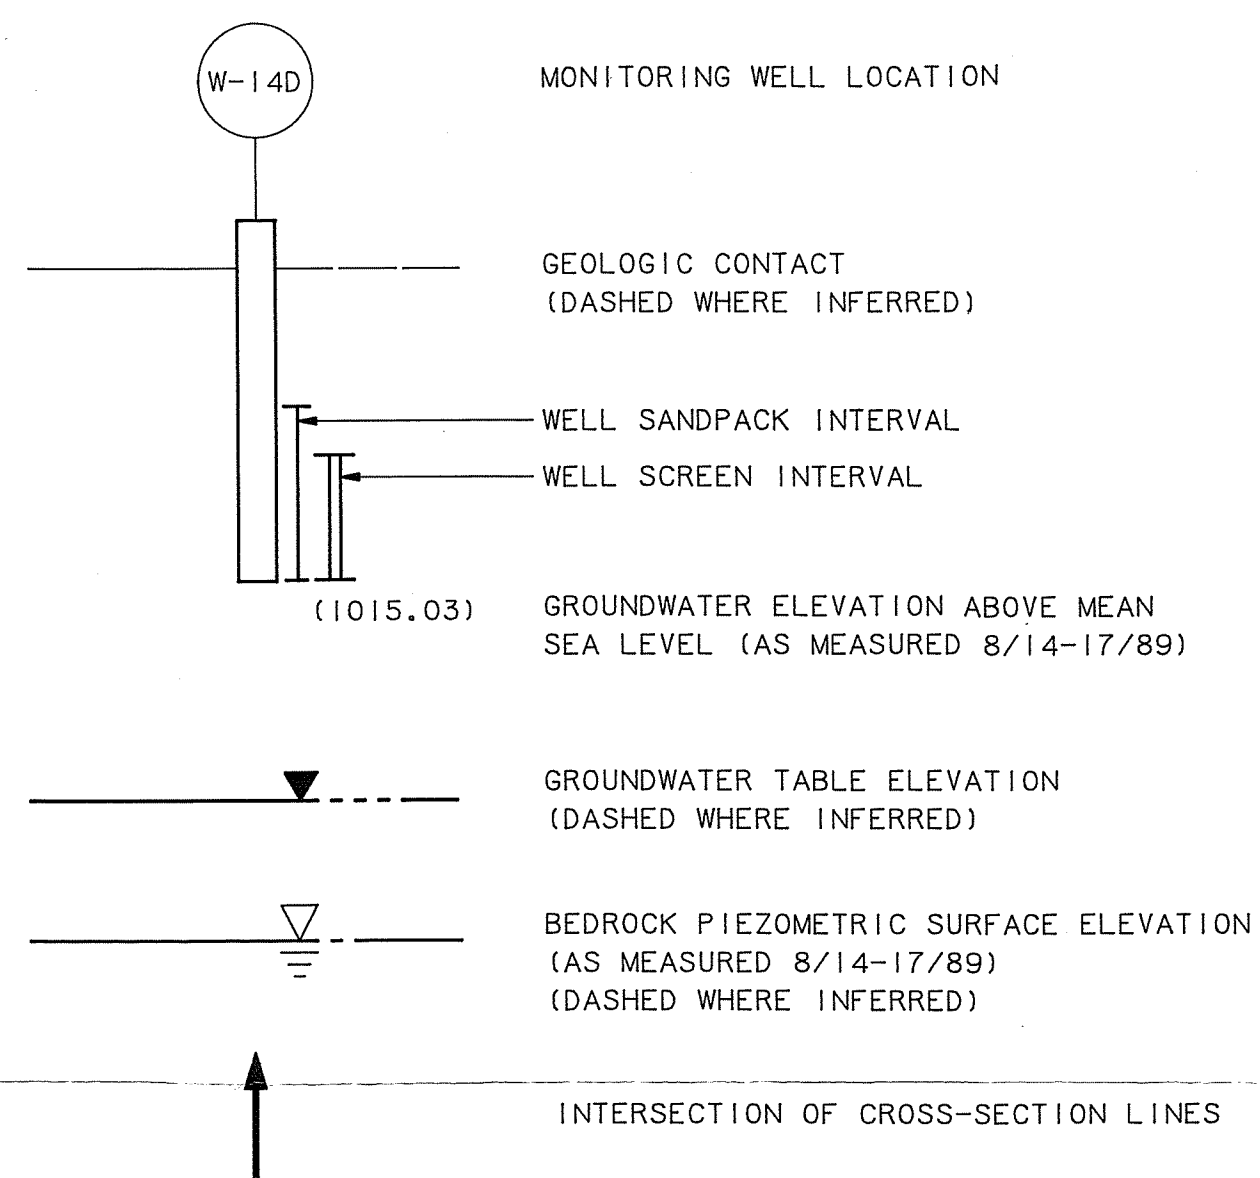 W-14D
MONITORING WELL LOCATION
GEOLOGIC CONTACT
(DASHED WHERE INFERRED)
WELL SANDPACK INTERVAL
WELL SCREEN INTERVAL
(1015.03)
GROUNDWATER ELEVATION ABOVE MEAN
SEA LEVEL (AS MEASURED 8/14-17/89)
GROUNDWATER TABLE ELEVATION
(DASHED WHERE INFERRED)
BEDROCK PIEZOMETRIC SURFACE ELEVATION
(AS MEASURED 8/14-17/89)
(DASHED WHERE INFERRED)
INTERSECTION OF CROSS-SECTION LINES